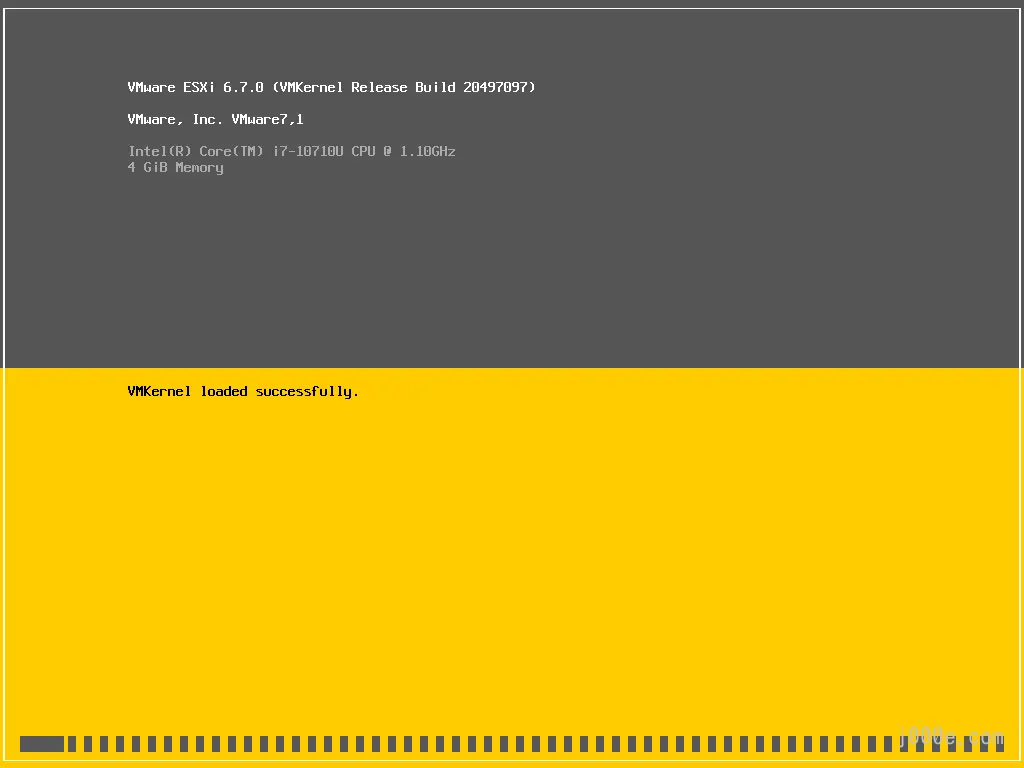 VMware ESXi 6.7.0 (VMKernel Release Build 20497097)
VMware, Inc. VMware7,1
Intel(R) Core(TM) i7-10710U CPU @ 1.10GHz
4 GiB Memory
VMKernel loaded successfully.
j000e.com